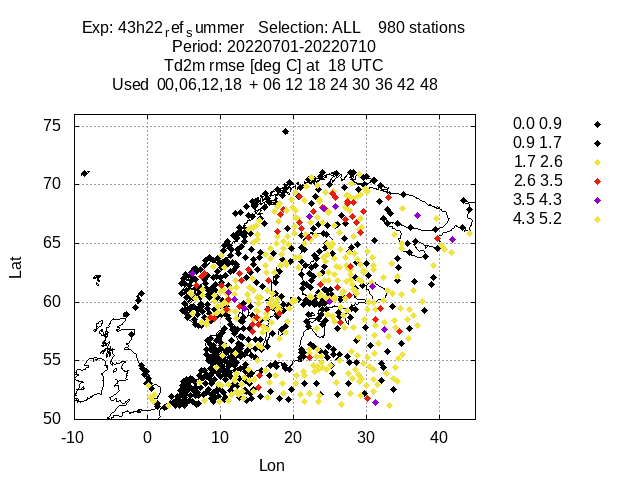 Exp: 43h22ref summer   Selection: ALL    980 stations
Period: 20220701-20220710
Td2m rmse [deg C] at  18 UTC
Used  00,06,12,18  + 06 12 18 24 30 36 42 48
0.0 0.9
0.9 1.7
1.7 2.6
2.6 3.5
3.5 4.3
4.3 5.2
75
70
65
60
55
50
Lat
-10 0 10 20 30 40
Lon